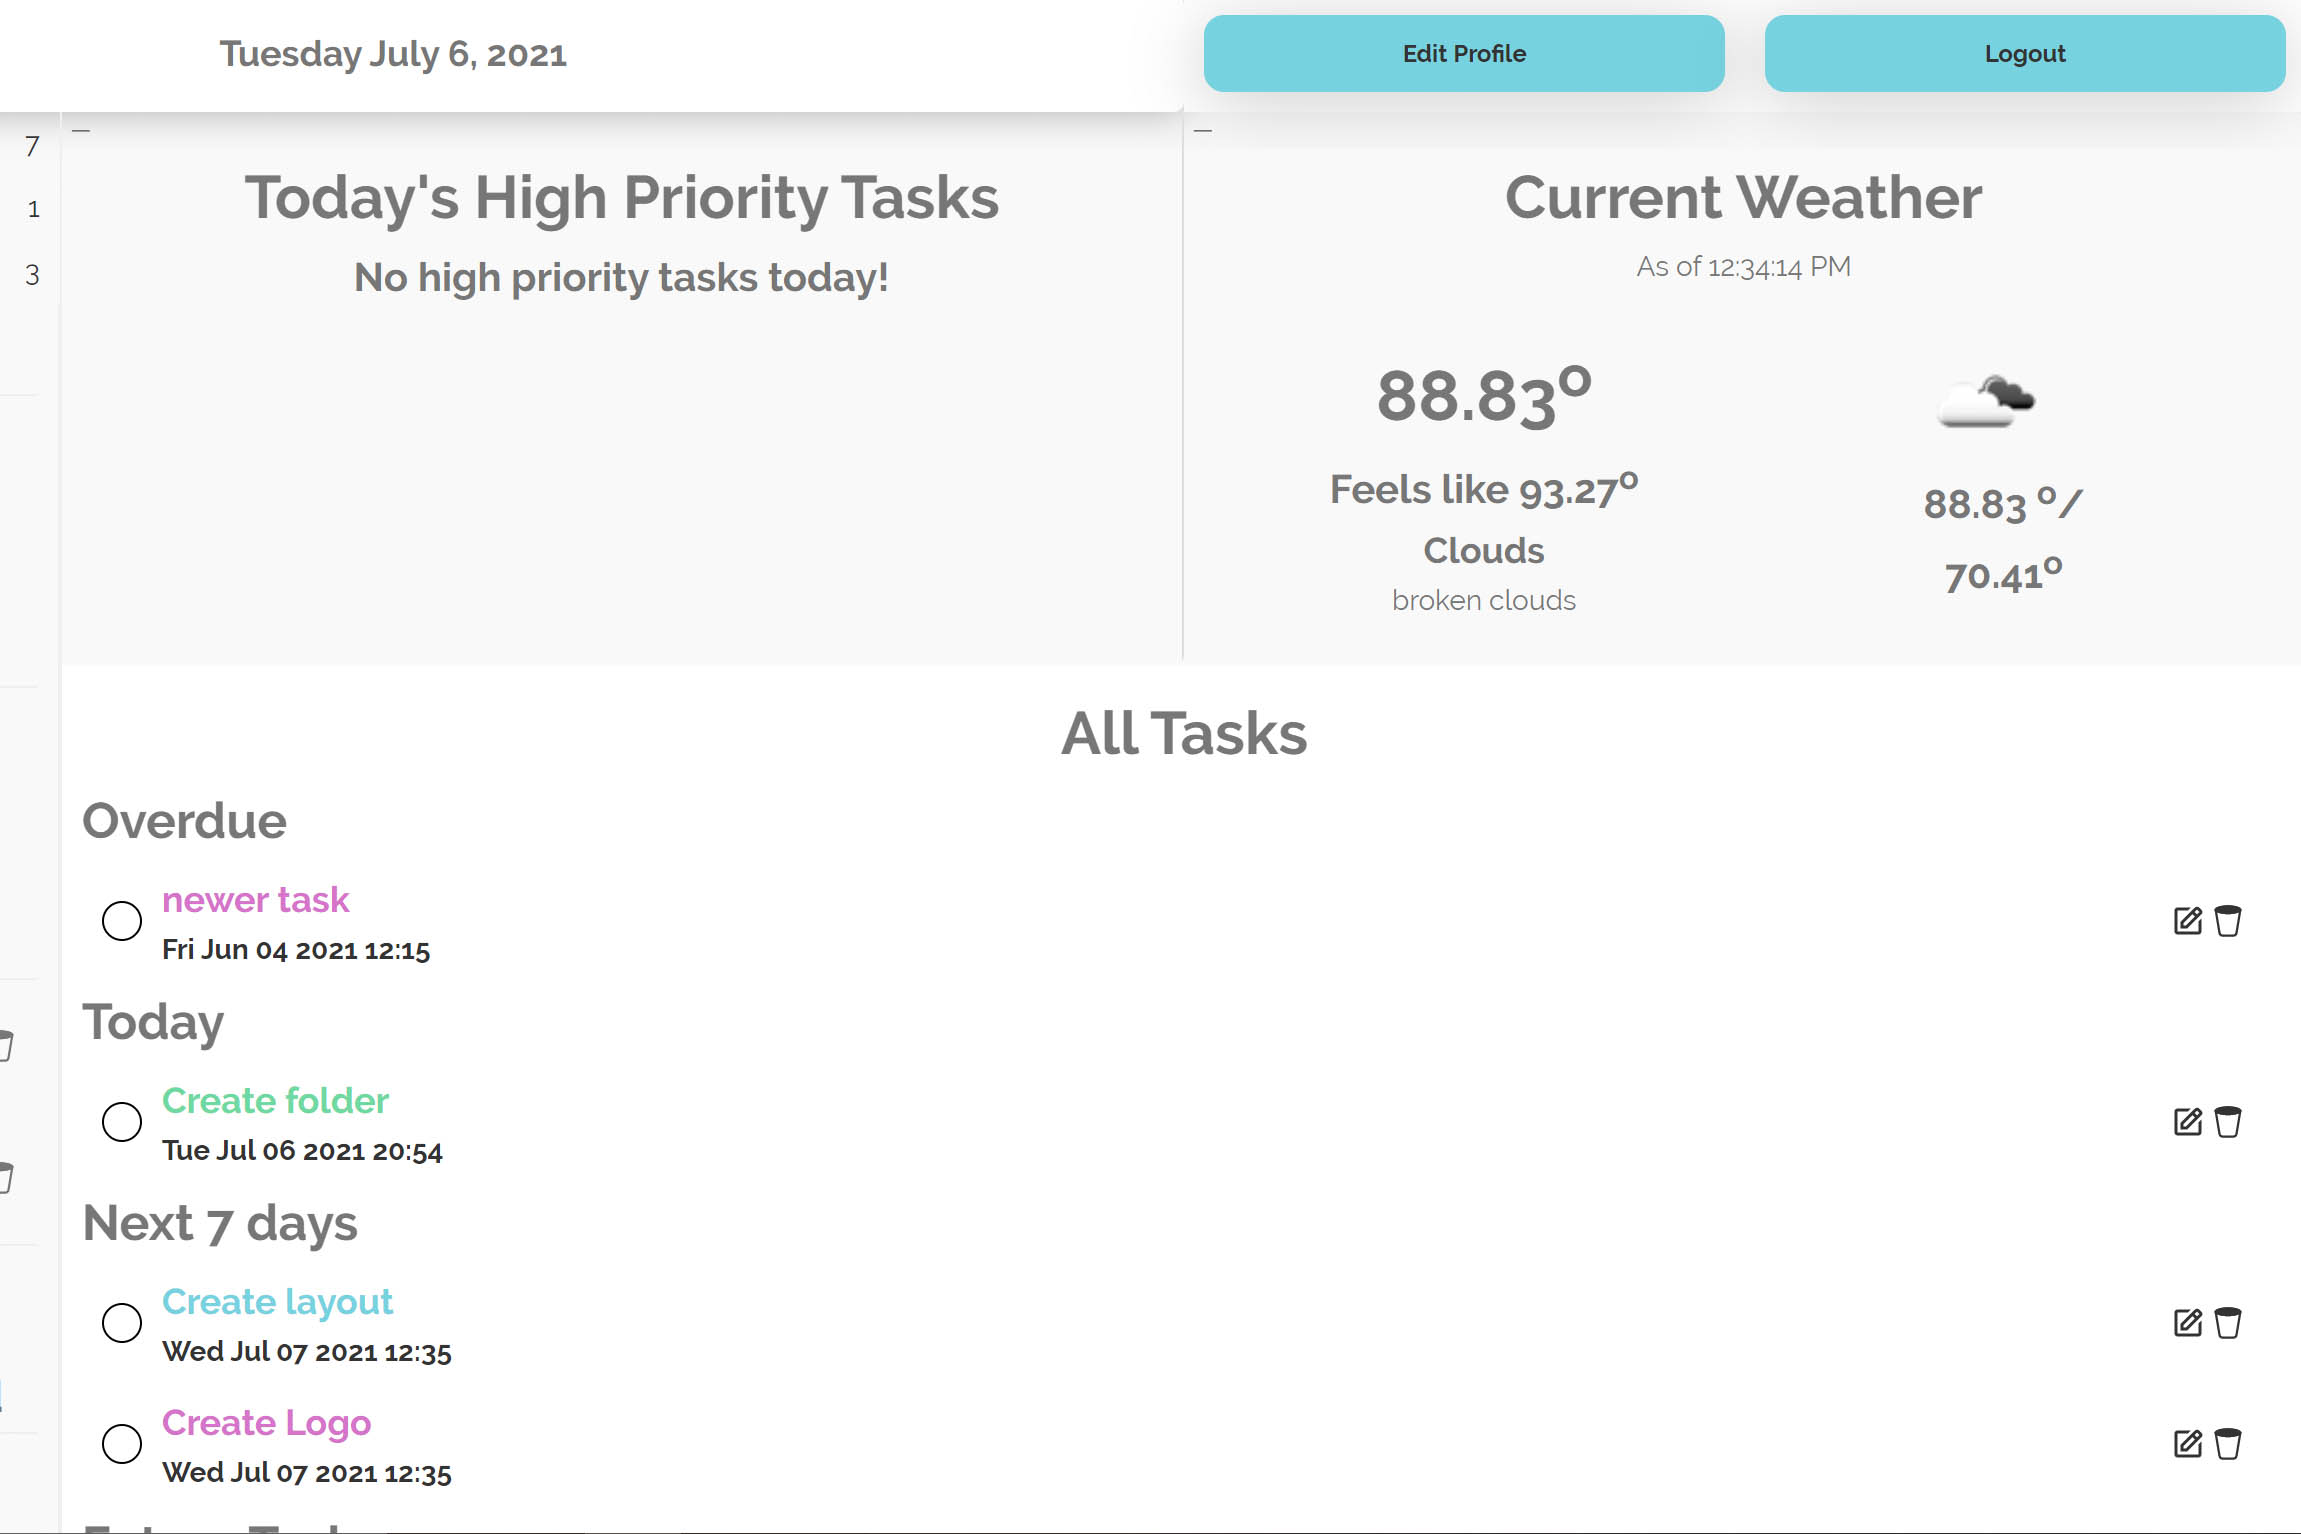 Tuesday July 6, 2021
Edit Profile
Logout
7
1
3
Today's High Priority Tasks
No high priority tasks today!
Current Weather
As of 12:34:14 PM
88.83°
Feels like 93.27°
Clouds
broken clouds
88.83 °/
70.41°
All Tasks
Overdue
newer task
Fri Jun 04 2021 12:15
Today
Create folder
Tue Jul 06 2021 20:54
Next 7 days
Create layout
Wed Jul 07 2021 12:35
Create Logo
Wed Jul 07 2021 12:35